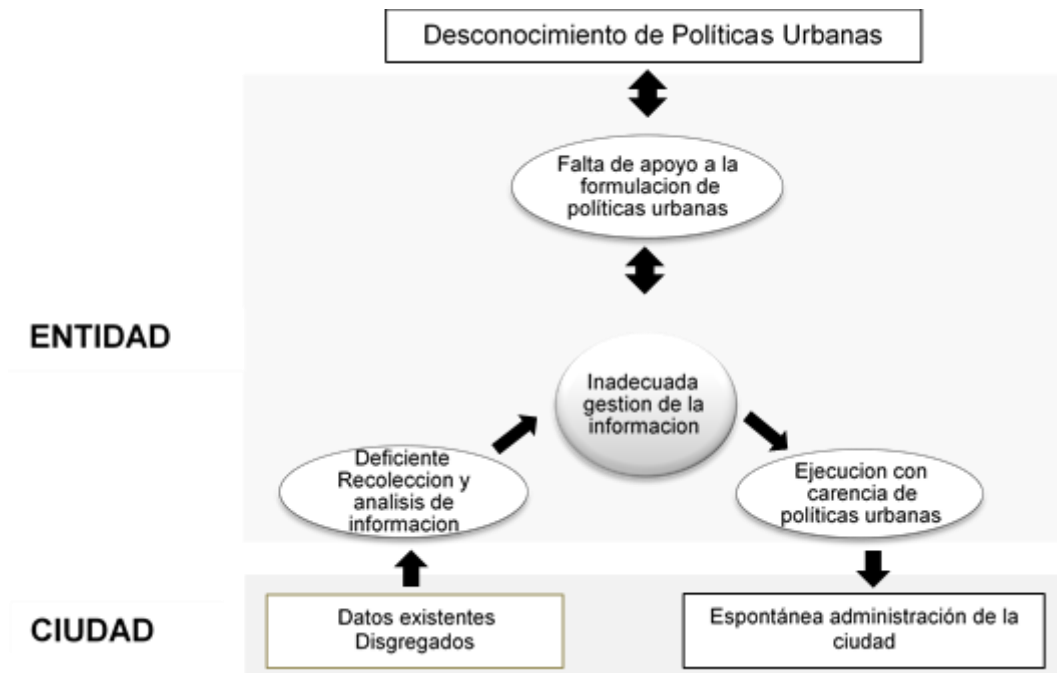 Desconocimiento de Políticas Urbanas
Falta de apoyo a la
formulacion de
políticas urbanas
ENTIDAD
Inadecuada
gestion de la
informacion
Deficiente
Recoleccion y
analisis de
informacion
Ejecucion con
carencia de
políticas urbanas
CIUDAD
Datos existentes
Disgregados
Espontánea administración de la
ciudad